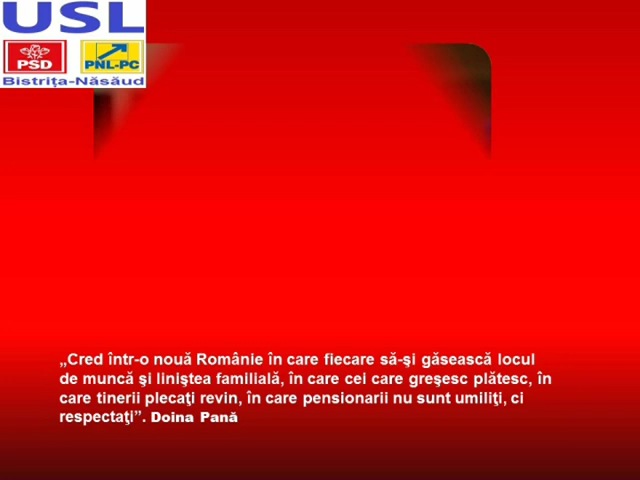 USL
PSD
PNL-PC
Bistriţa-Năsăud
„Cred într-o nouă Românie în care fiecare să-şi găsească locul
de muncă şi liniştea familială, în care cei care greşesc plătesc, în
care tinerii plecaţi revin, în care pensionarii nu sunt umiliţi, ci
respectaţi”. Doina Pană